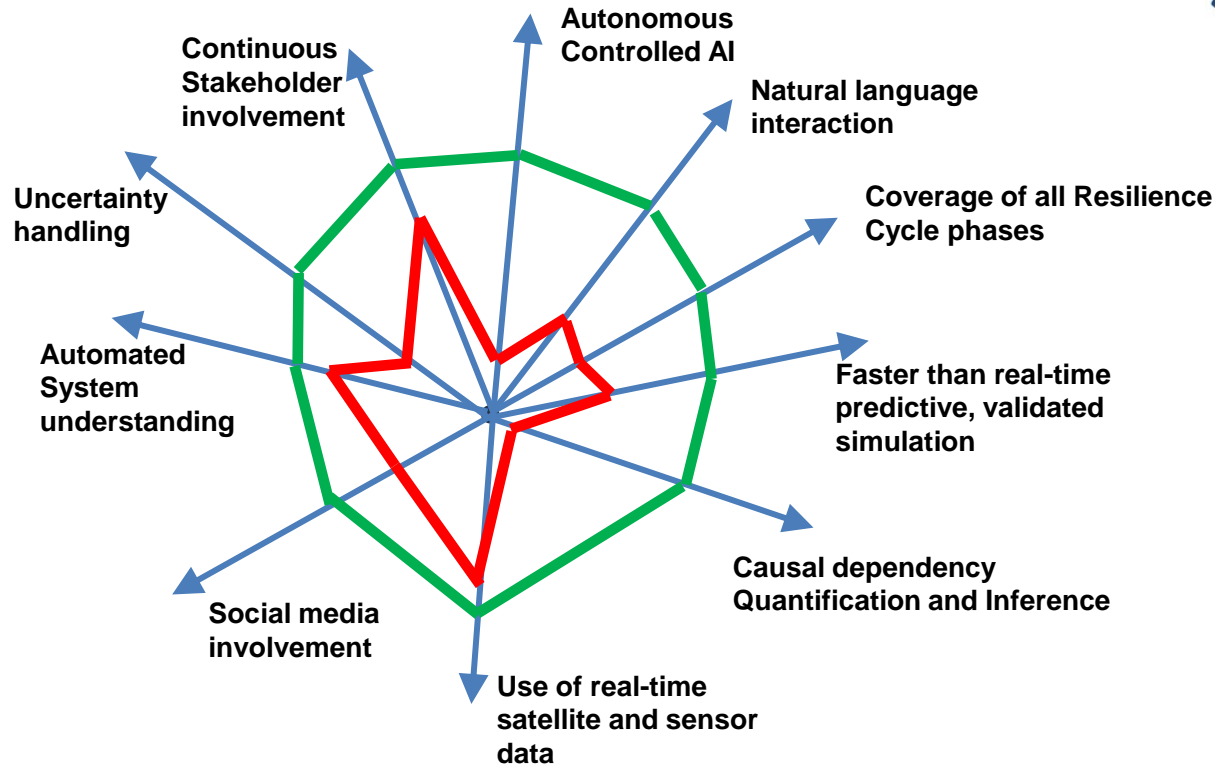 Autonomous
Controlled AI
Continuous
Stakeholder
involvement
Natural language
interaction
Uncertainty
handling
Coverage of all Resilience
Cycle phases
Automated
System
understanding
Faster than real-time
predictive, validated
simulation
Causal dependency
Quantification and Inference
Social media
involvement
Use of real-time
satellite and sensor
data